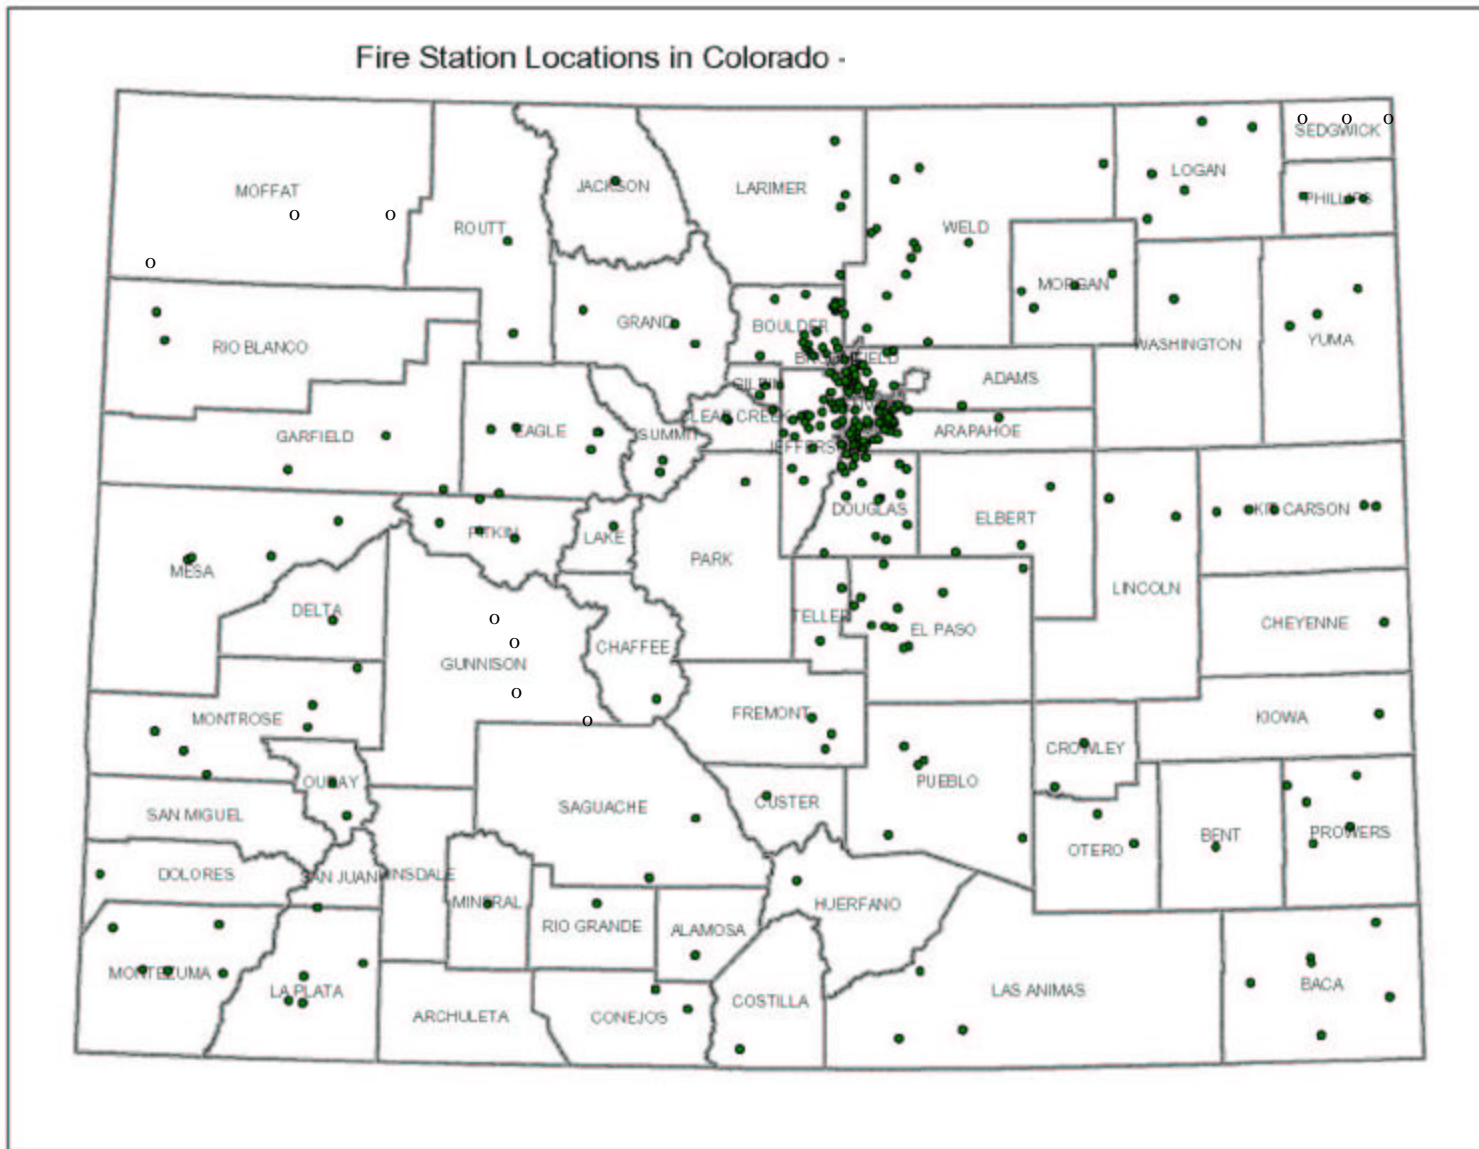 Fire Station Locations in Colorado -
SEDGWICK
LOGAN
PHILLIPS
MOFFAT
JACKSON
LARIMER
ROUTT
WELD
MORGAN
GRAND
BOULDER
WASHINGTON
YUMA
RIO BLANCO
BROOMFIELD
ADAMS
GILPIN
CLEAR CREEK
GARFIELD
EAGLE
SUMMIT
JEFFERSON
ARAPAHOE
DOUGLAS
ELBERT
KIT CARSON
PITKIN
LAKE
PARK
MESA
LINCOLN
DELTA
TELLER
CHEYENNE
EL PASO
CHAFFEE
GUNNISON
MONTROSE
FREMONT
KIOWA
CROWLEY
OURAY
PUEBLO
SAGUACHE
CUSTER
SAN MIGUEL
PROWERS
BENT
OTERO
DOLORES
SAN JUAN
HINSDALE
MINERAL
HUERFANO
RIO GRANDE
ALAMOSA
MONTEZUMA
LA PLATA
COSTILLA
LAS ANIMAS
BACA
ARCHULETA
CONEJOS